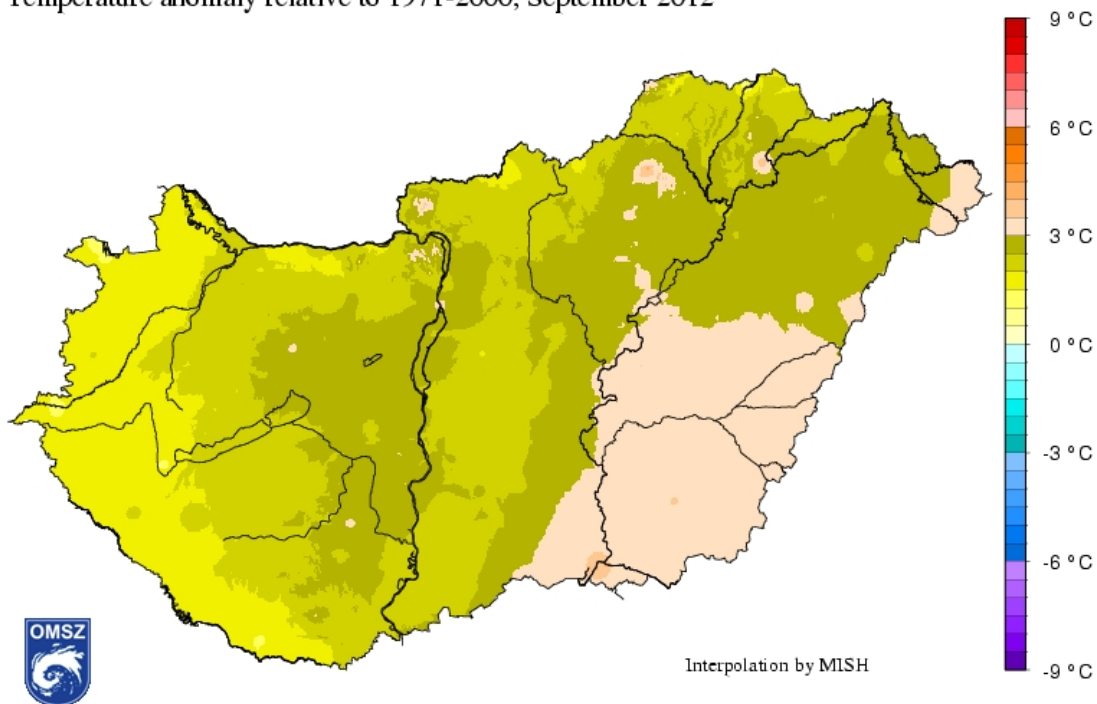 Temperature anomaly relative to 1971-2000, September 2012
9 °C
6 °C
3 °C
0 °C
-3 °C
-6 °C
-9 °C
OMSZ
Interpolation by MISH